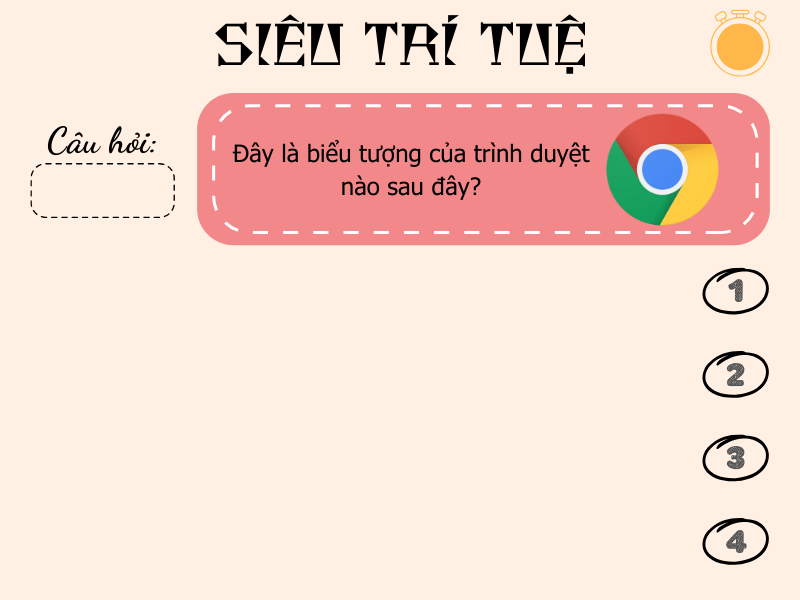 SIÊU TRÍ TUỆ
Câu hỏi:
Đây là biểu tượng của trình duyệt
nào sau đây?
1
2
3
4